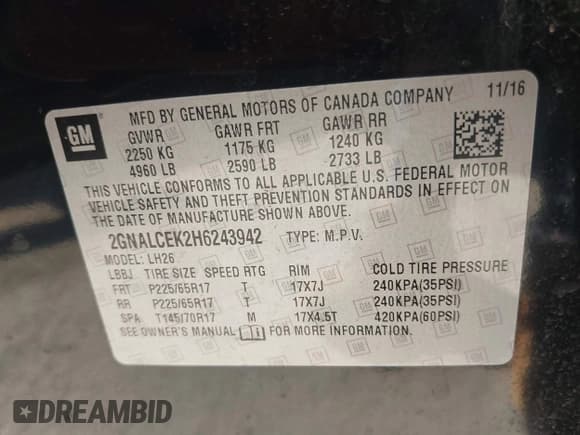 GM
MFD BY GENERAL MOTORS OF CANADA COMPANY 11/16
GVWR GAWR FRT GAWR RR
2250 KG 1175 KG 1240 KG
4960 LB 2590 LB 2733 LB
THIS VEHICLE CONFORMS TO ALL APPLICABLE U.S. FEDERAL MOTOR
VEHICLE SAFETY AND THEFT PREVENTION STANDARDS IN EFFECT ON
THE DATE OF MANUFACTURE SHOWN ABOVE.
2GNALCEK2H6243942 TYPE: M.P.V.
MODEL: LH26
LBBJ TIRE SIZE SPEED RTG RIM COLD TIRE PRESSURE
FRT P225/65R17 T 17X7J 240KPA(35PSI)
RR P225/65R17 T 17X7J 240KPA(35PSI)
SPA T145/70R17 M 17X4.5T 420KPA(60PSI)
SEE OWNER'S MANUAL FOR MORE INFORMATION.
DREAMBID